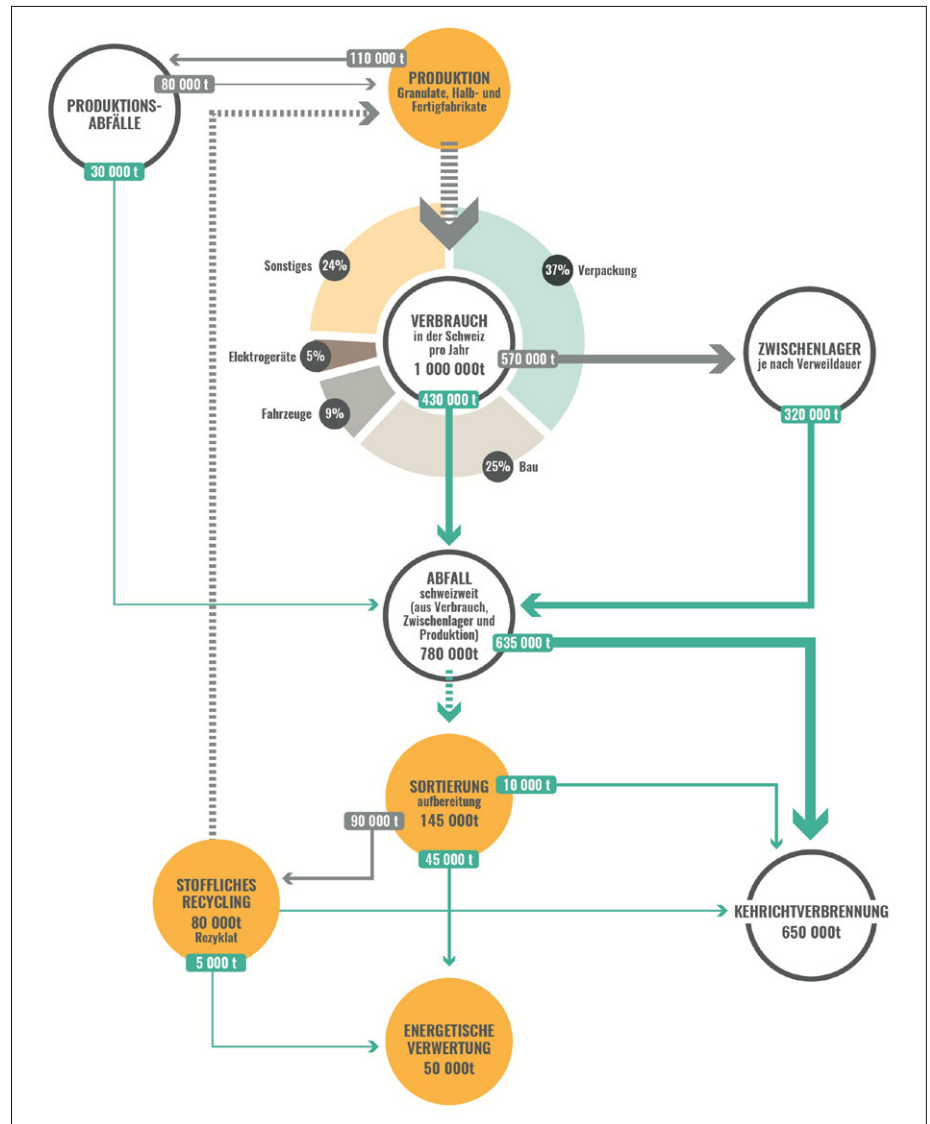 110 000 t
80 000 t
PRODUKTION
Granulate, Halb- und
Fertigfabrikate
PRODUKTIONS-
ABFÄLLE
30 000 t
Sonstiges 24%
37% Verpackung
VERBRAUCH
in der Schweiz
pro Jahr
1 000 000t
570 000 t
430 000 t
Elektrogeräte 5%
Fahrzeuge 9%
25% Bau
ZWISCHENLAGER
je nach Verweildauer
320 000 t
ABFALL
schweizweit
(aus Verbrauch,
Zwischenlager und
Produktion)
780 000t
635 000 t
SORTIERUNG
aufbereitung
145 000t
10 000 t
90 000 t
45 000 t
STOFFLICHES
RECYCLING
80 000t
Rezyklat
5 000 t
KEHRICHTVERBRENNUNG
650 000t
ENERGETISCHE
VERWERTUNG
50 000t